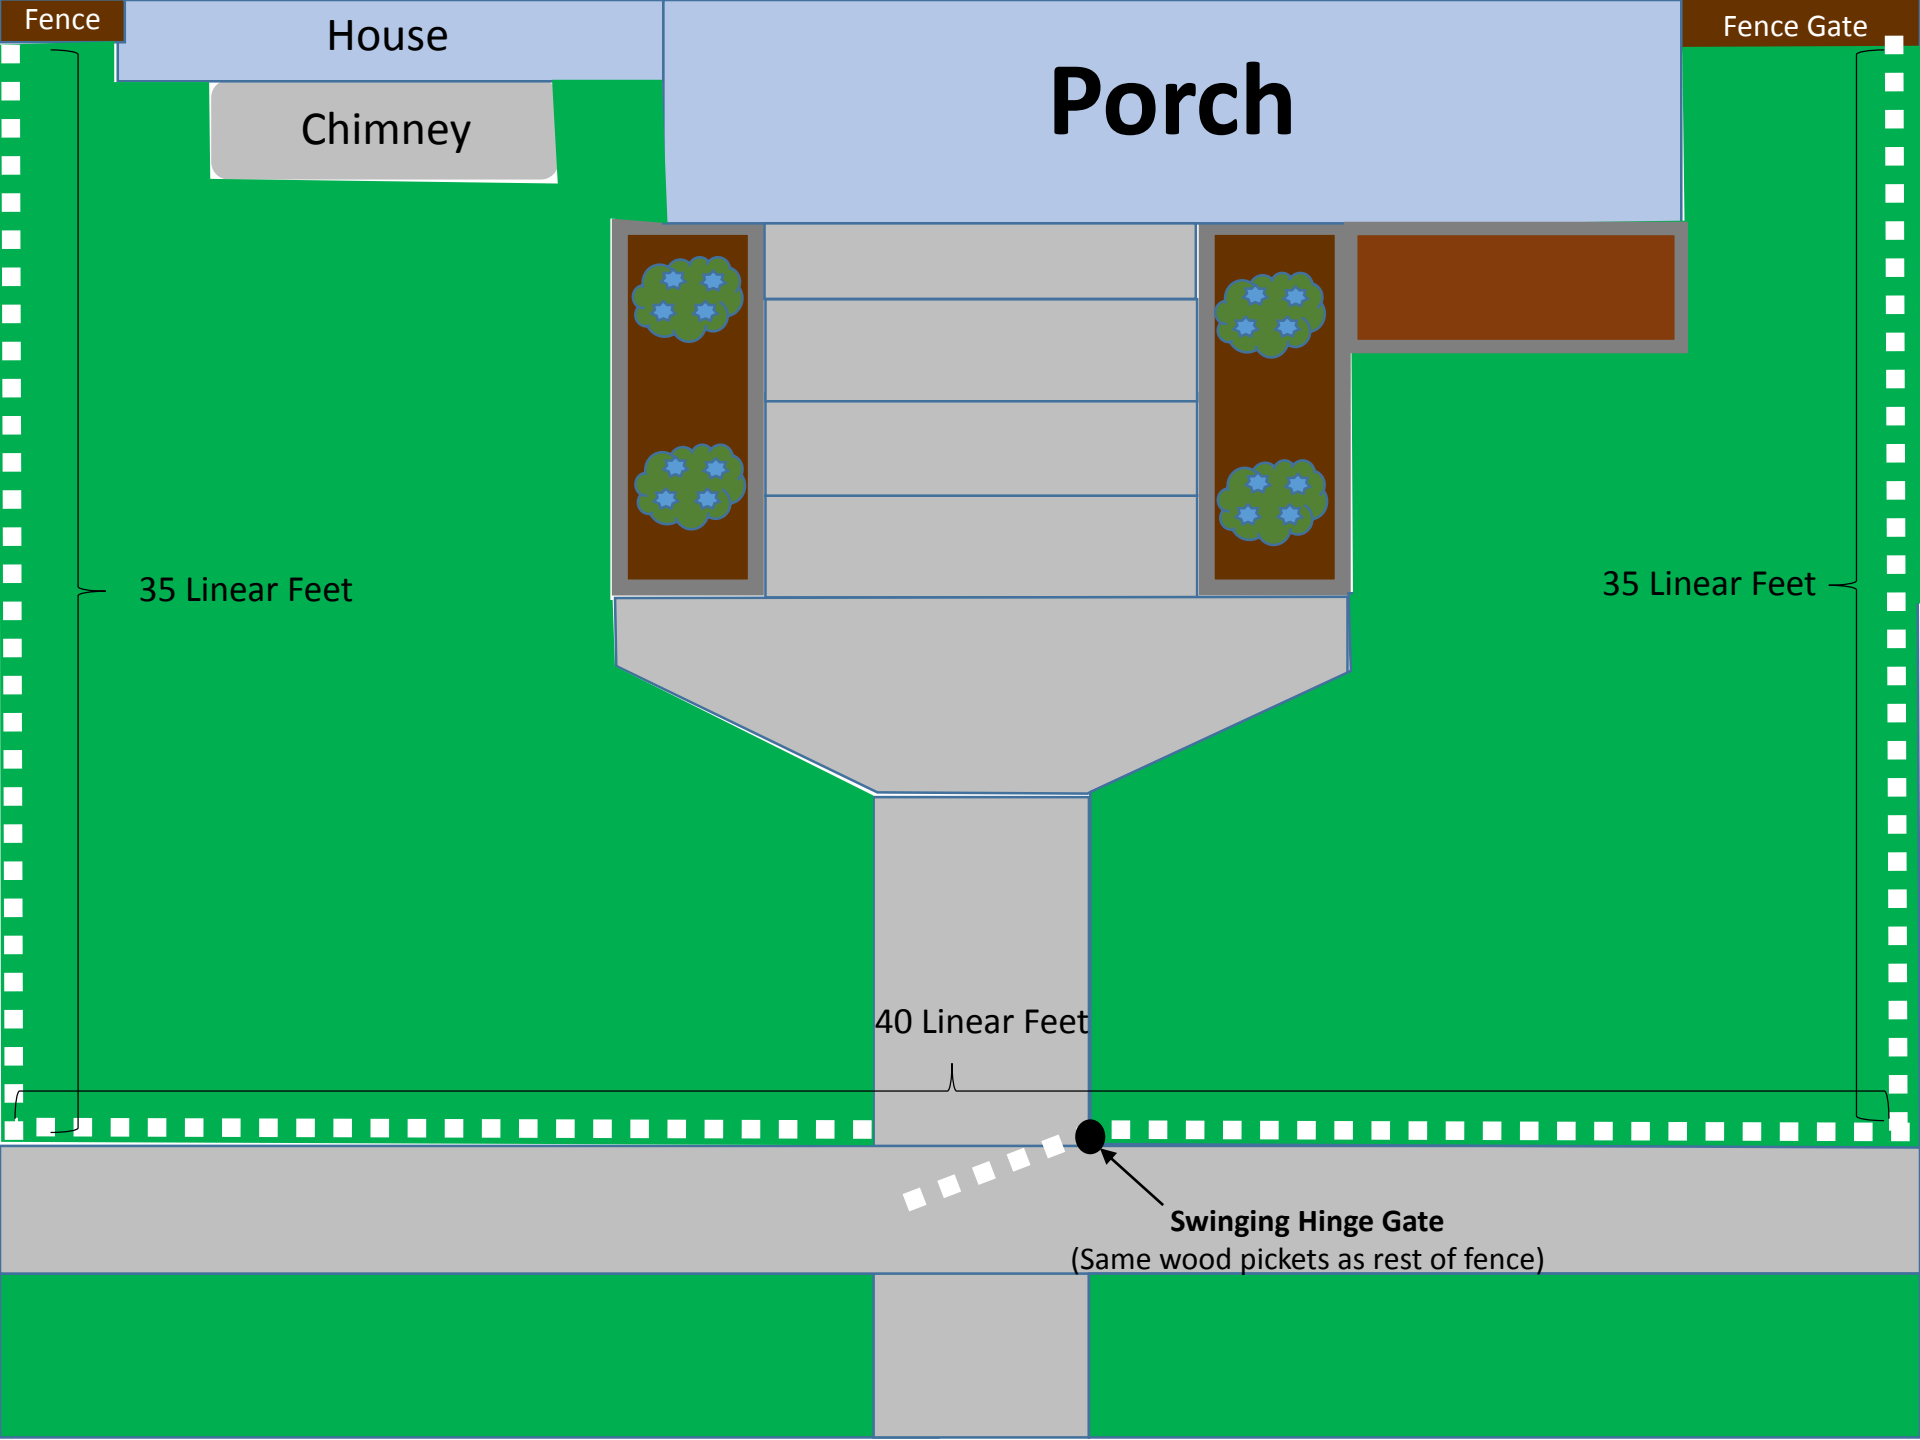 Fence
House
Fence Gate
Porch
Chimney
35 Linear Feet
35 Linear Feet
40 Linear Feet
Swinging Hinge Gate
(Same wood pickets as rest of fence)